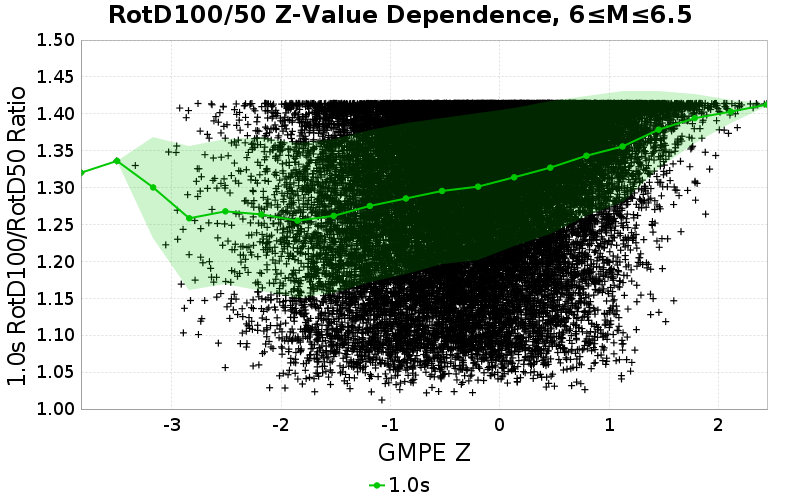 RotD100/50 Z-Value Dependence, 6≤M≤6.5
1.50
1.45
1.40
1.35
1.30
1.25
1.20
1.15
1.10
1.05
1.00
1.0s RotD100/RotD50 Ratio
-3 -2 -1 0 1 2
GMPE Z
1.0s